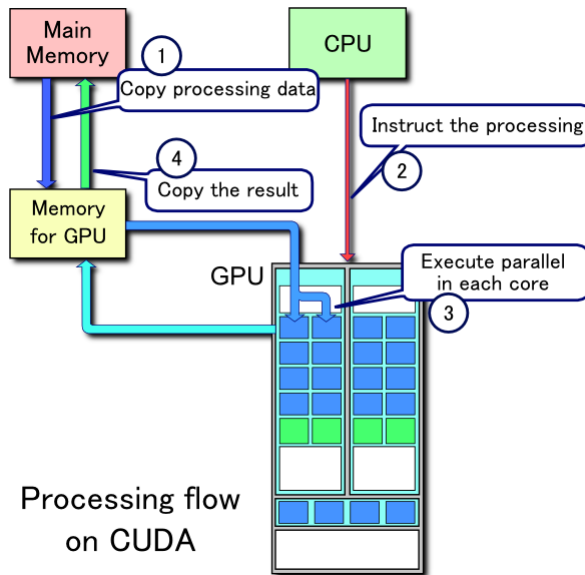 Main
Memory
CPU
1
Copy processing data
Instruct the processing
2
4
Copy the result
Memory
for GPU
GPU
Execute parallel
in each core
3
Processing flow
on CUDA